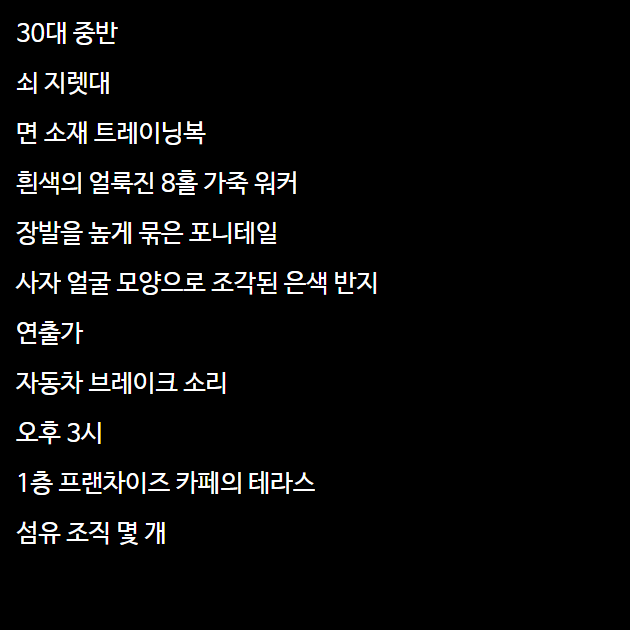 30대 중반
쇠 지렛대
면 소재 트레이닝복
흰색의 얼룩진 8홀 가죽 워커
장발을 높게 묶은 포니테일
사자 얼굴 모양으로 조각된 은색 반지
연출가
자동차 브레이크 소리
오후 3시
1층 프랜차이즈 카페의 테라스
섬유 조직 몇 개